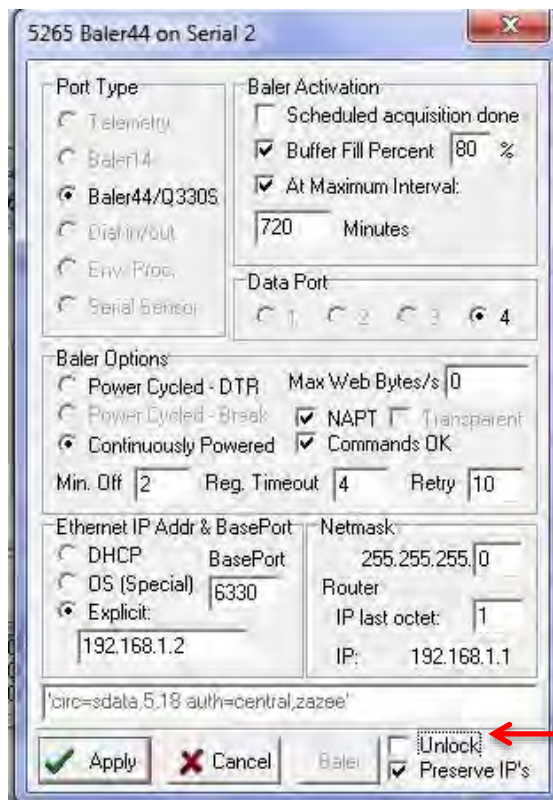 5265 Baler44 on Serial 2
Port Type
Telemetry
Baler14
Baler44/Q330S
Dial-in/out
Env. Proc.
Serial Sensor
Baler Activation
Scheduled acquisition done
Buffer Fill Percent 80 %
At Maximum Interval:
720 Minutes
Data Port
1 2 3 4
Baler Options
Power Cycled - DTR Max Web Bytes/s 0
Power Cycled - Break NAPT Transparent
Continuously Powered Commands OK
Min. Off 2 Reg. Timeout 4 Retry 10
Ethernet IP Addr & BasePort
DHCP BasePort
OS (Special) 6330
Explicit:
192.168.1.2
Netmask
255.255.255. 0
Router
IP last octet: 1
IP: 192.168.1.1
'circ=sdata,5,18 auth=central,zazee'
Apply Cancel Baler Unlock
Preserve IP's